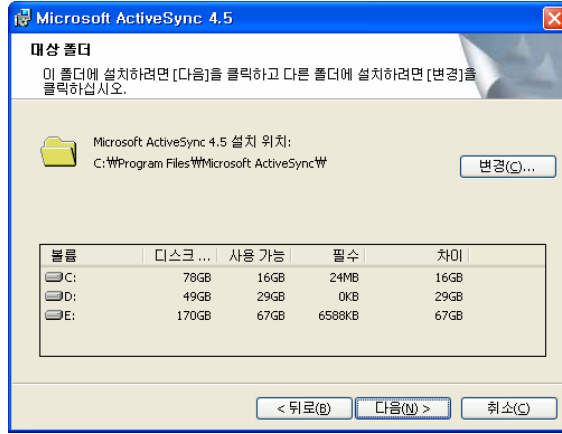 Microsoft ActiveSync 4.5
대상 폴더
이 폴더에 설치하려면 [다음]을 클릭하고 다른 폴더에 설치하려면 [변경]을
클릭하십시오.
Microsoft ActiveSync 4.5 설치 위치:
C:₩Program Files₩Microsoft ActiveSync₩
변경(C)...
볼륨 디스크 ... 사용 가능 필수 차이
C: 78GB 16GB 24MB 16GB
D: 49GB 29GB 0KB 29GB
E: 170GB 67GB 6588KB 67GB
< 뒤로(B) 다음(N) > 취소(C)